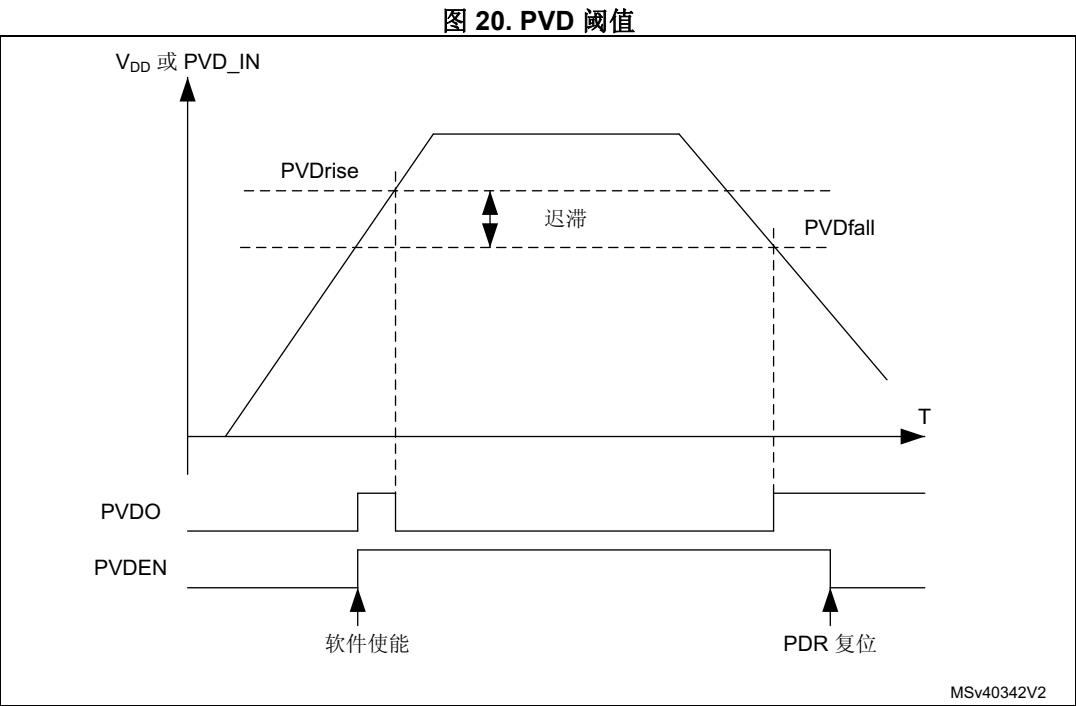 图 20. PVD 阈值
VDD 或 PVD_IN
PVDrise
迟滞
PVDfall
T
PVDO
PVDEN
软件使能
PDR 复位
MSv40342V2